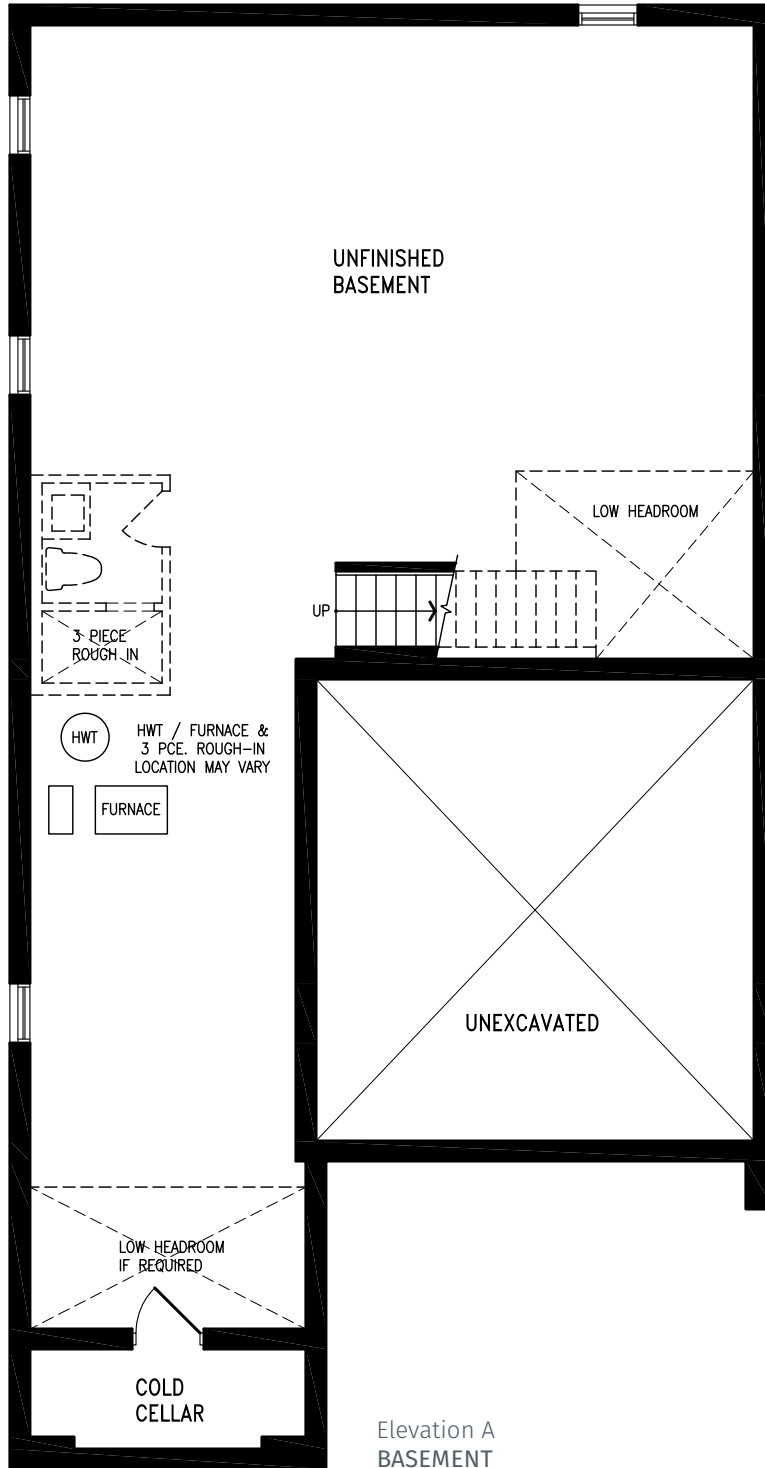 UNFINISHED
BASEMENT
LOW HEADROOM
UP
3 PIECE
ROUGH IN
HWT
HWT / FURNACE &
3 PCE. ROUGH-IN
LOCATION MAY VARY
FURNACE
UNEXCAVATED
LOW HEADROOM
IF REQUIRED
COLD
CELLAR
Elevation A
BASEMENT